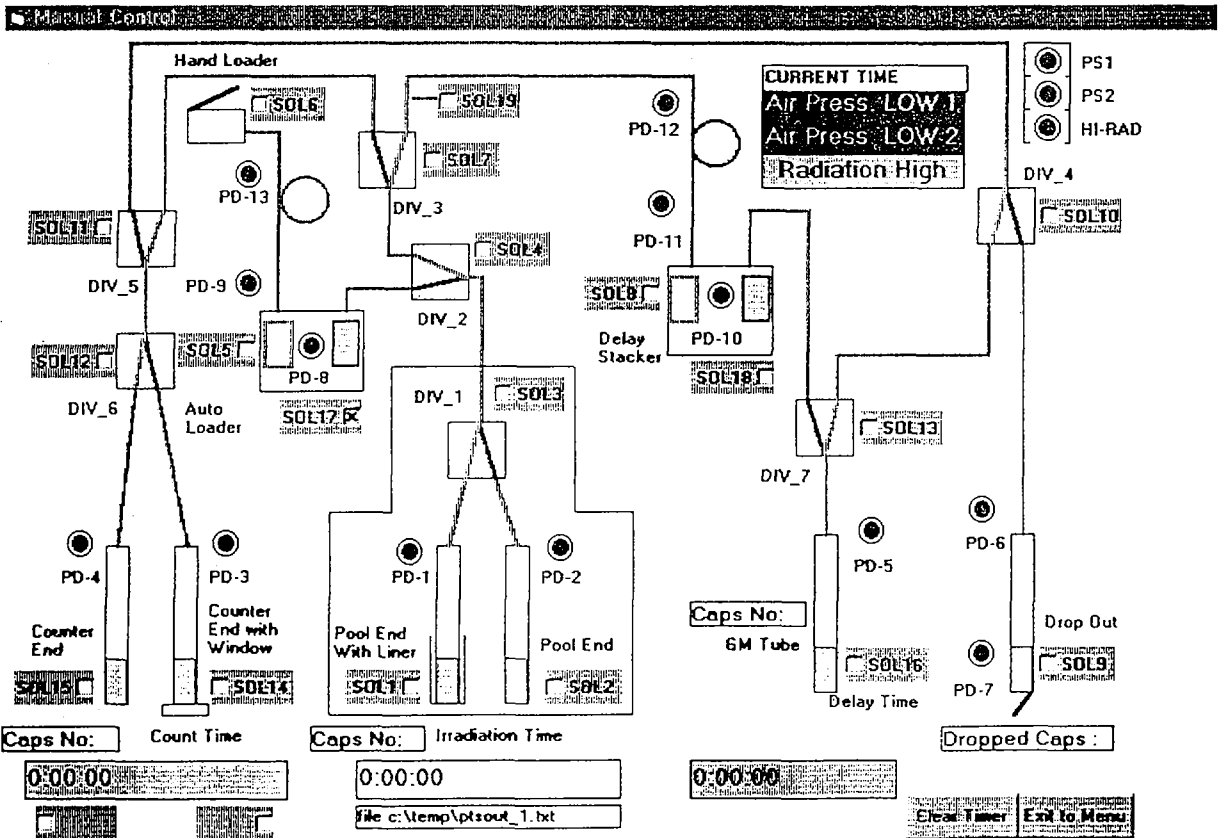 Manual Control
Hand Loader
SOL6
SOL19
PD-12
CURRENT TIME
Air Press LOW-1
Air Press LOW-2
Radiation High
PS1
PS2
HI-RAD
SOL7
PD-13
DIV_3
PD-11
DIV_4
SOL10
SOL11
DIV_5
PD-9
SOL4
DIV_2
SOL8
Delay
Stacker
PD-10
SOL18
SOL12
SOL5
PD-8
DIV_6
Auto
Loader
SOL17
DIV_1
SOL3
SOL13
DIV_7
PD-4
PD-3
PD-1
PD-2
PD-5
PD-6
Counter
End
Counter
End with
Window
Pool End
With Liner
Pool End
Caps No:
GM Tube
Drop Out
SOL15
SOL14
SOL1
SOL2
SOL16
Delay Time
PD-7
SOL9
Caps No:
Count Time
Caps No:
Irradiation Time
Dropped Caps :
0:00:00
0:00:00
0:00:00
file c:\temp\ptsout_1.txt
Clear Timer
Exit to Menu